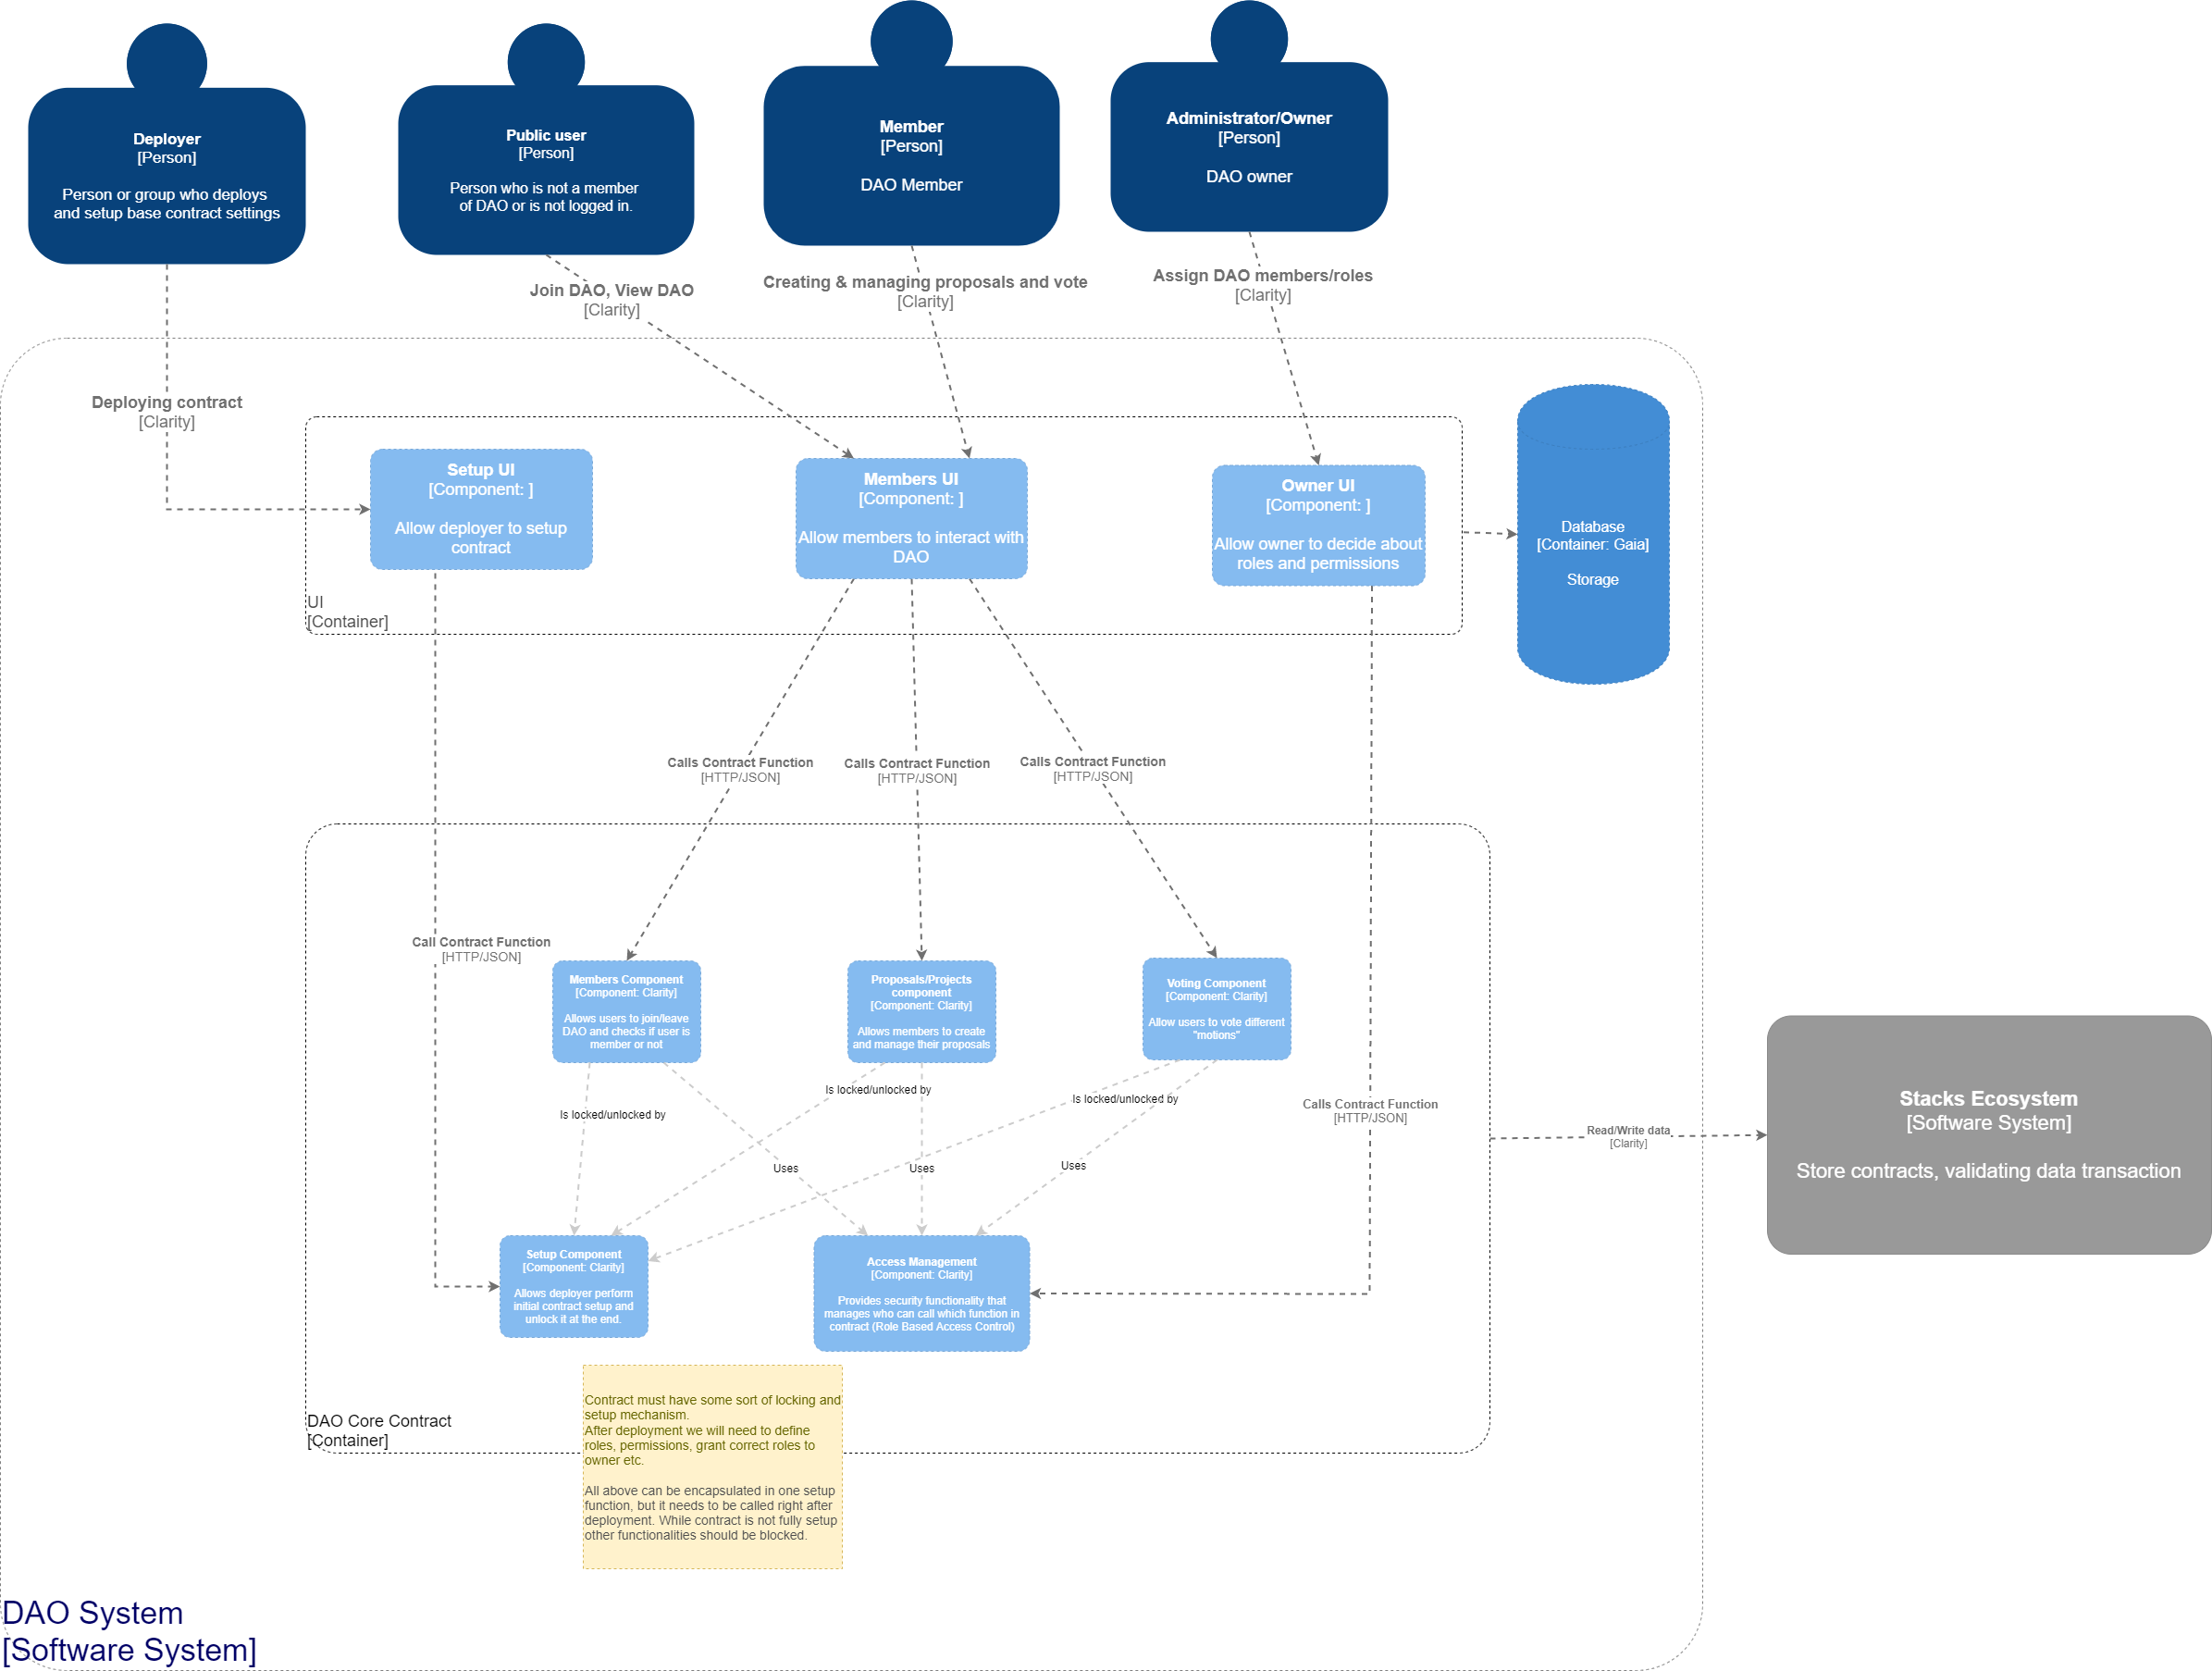 Deployer
[Person]
Person or group who deploys
and setup base contract settings
Public user
[Person]
Person who is not a member
of DAO or is not logged in.
Member
[Person]
DAO Member
Administrator/Owner
[Person]
DAO owner
Join DAO, View DAO
[Clarity]
Creating & managing proposals and vote
[Clarity]
Assign DAO members/roles
[Clarity]
Deploying contract
[Clarity]
Setup UI
[Component: ]
Allow deployer to setup
contract
Members UI
[Component: ]
Allow members to interact with
DAO
Owner UI
[Component: ]
Allow owner to decide about
roles and permissions
Database
[Container: Gaia]
Storage
UI
[Container]
Calls Contract Function
[HTTP/JSON]
Calls Contract Function
[HTTP/JSON]
Calls Contract Function
[HTTP/JSON]
Call Contract Function
[HTTP/JSON]
Members Component
[Component: Clarity]
Allows users to join/leave
DAO and checks if user is
member or not
Proposals/Projects
component
[Component: Clarity]
Allows members to create
and manage their proposals
Voting Component
[Component: Clarity]
Allow users to vote different
"motions"
Is locked/unlocked by
Is locked/unlocked by
Is locked/unlocked by
Calls Contract Function
[HTTP/JSON]
Uses
Uses
Uses
Read/Write data
[Clarity]
Stacks Ecosystem
[Software System]
Store contracts, validating data transaction
Setup Component
[Component: Clarity]
Allows deployer perform
initial contract setup and
unlock it at the end.
Access Management
[Component: Clarity]
Provides security functionality that
manages who can call which function in
contract (Role Based Access Control)
DAO Core Contract
[Container]
Contract must have some sort of locking and
setup mechanism.
After deployment we will need to define
roles, permissions, grant correct roles to
owner etc.
All above can be encapsulated in one setup
function, but it needs to be called right after
deployment. While contract is not fully setup
other functionalities should be blocked.
DAO System
[Software System]